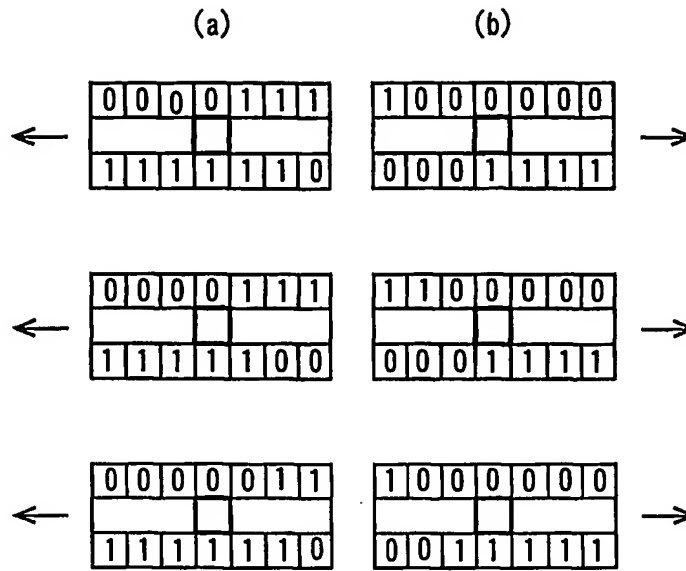 (a) (b)
0 0 0 0 1 1 1 1 0 0 0 0 0 0
1 1 1 1 1 1 0 0 0 0 1 1 1 1
0 0 0 0 1 1 1 1 1 0 0 0 0 0
1 1 1 1 1 0 0 0 0 0 1 1 1 1
0 0 0 0 0 1 1 1 0 0 0 0 0 0
1 1 1 1 1 1 0 0 0 1 1 1 1 1